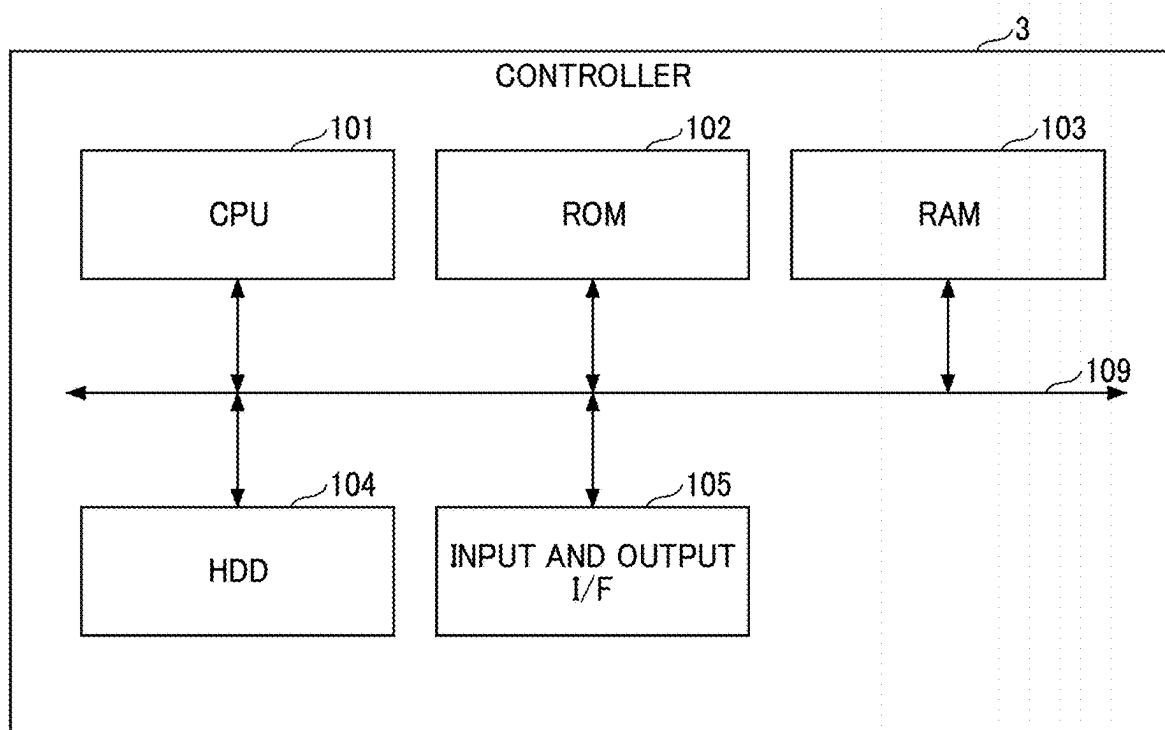 3
CONTROLLER
101
102
103
CPU
ROM
RAM
109
104
105
HDD
INPUT AND OUTPUT
I/F